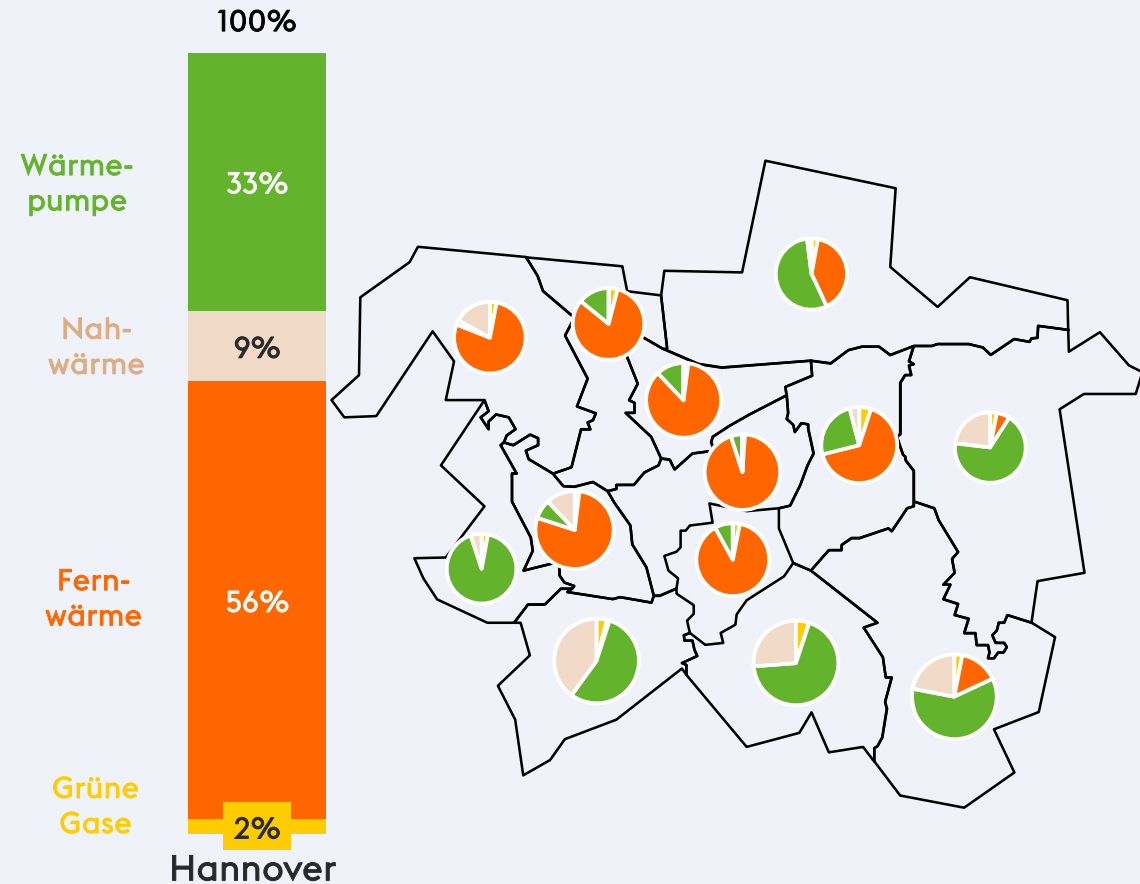 100%
Wärme-
pumpe
33%
Nah-
wärme
9%
Fern-
wärme
56%
Grüne
Gase
2%
Hannover